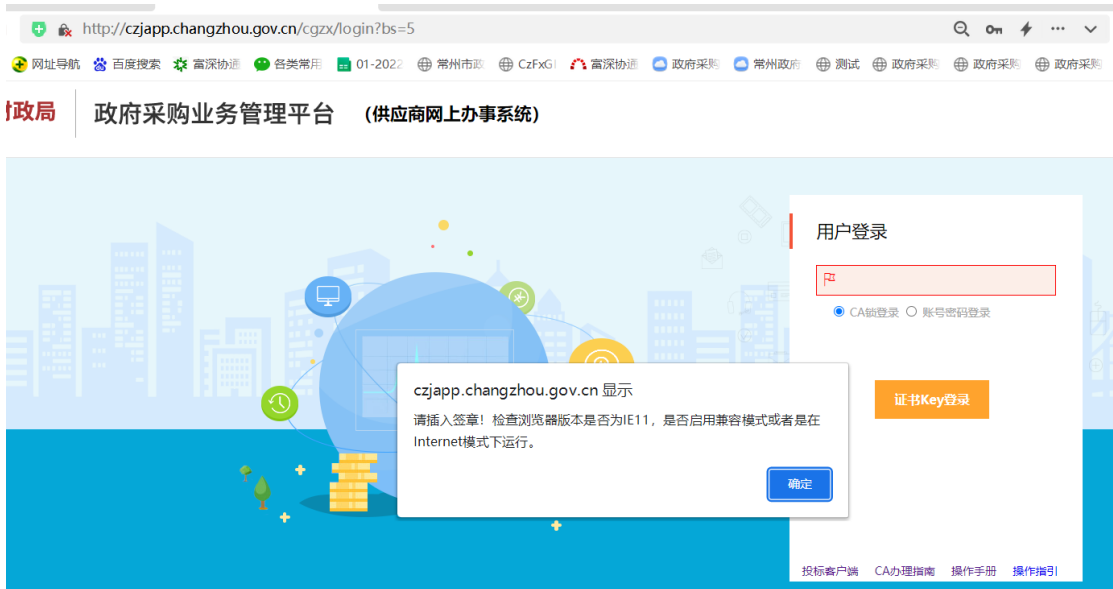 http://czjapp.changzhou.gov.cn/cgzx/login?bs=5
网址导航 百度搜索 富深协通 各类常用 01-2022 常州市政 CzFxG 富深协通 政府采购 常州政府 测试 政府采购 政府采购 政府采购
财政局 政府采购业务管理平台 (供应商网上办事系统)
用户登录
CA锁登录 账号密码登录
czjapp.changzhou.gov.cn 显示
请插入签章！检查浏览器版本是否为IE11，是否启用兼容模式或者是在
Internet模式下运行。
证书Key登录
确定
投标客户端 CA办理指南 操作手册 操作指引